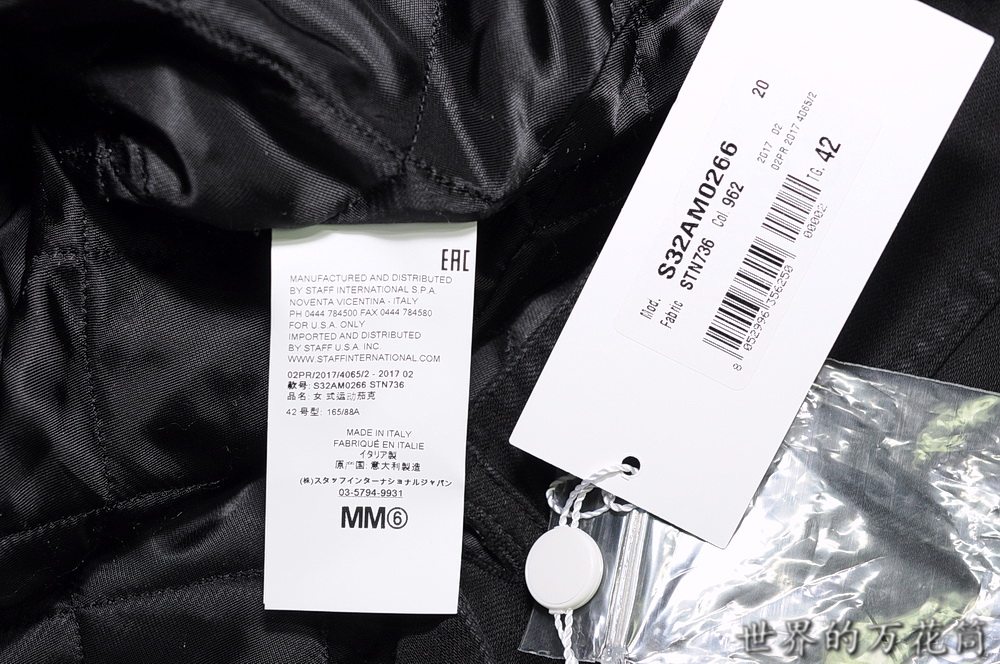 EAC
MANUFACTURED AND DISTRIBUTED
BY STAFF INTERNATIONAL S.P.A.
NOVENTA VICENTINA - ITALY
PH 0444 784500 FAX 0444 784580
FOR U.S.A. ONLY
IMPORTED AND DISTRIBUTED
BY STAFF U.S.A. INC.
WWW.STAFFINTERNATIONAL.COM
02PR/2017/4065/2 - 2017 02
款号: S32AM0266 STN736
品名: 女 式运动茄克
42 号型: 165/88A
MADE IN ITALY
FABRIQUÉ EN ITALIE
イタリア製
原产国: 意大利製造
(株)スタッフインターナショナルジャパン
03-5794-9931
MM⑥
20
2017 02
02PR 2017 4065/2
Mod. S32AM0266
Fabric STN736 Col 962
TG. 42
00002
8 052996 356250
世界的万花筒